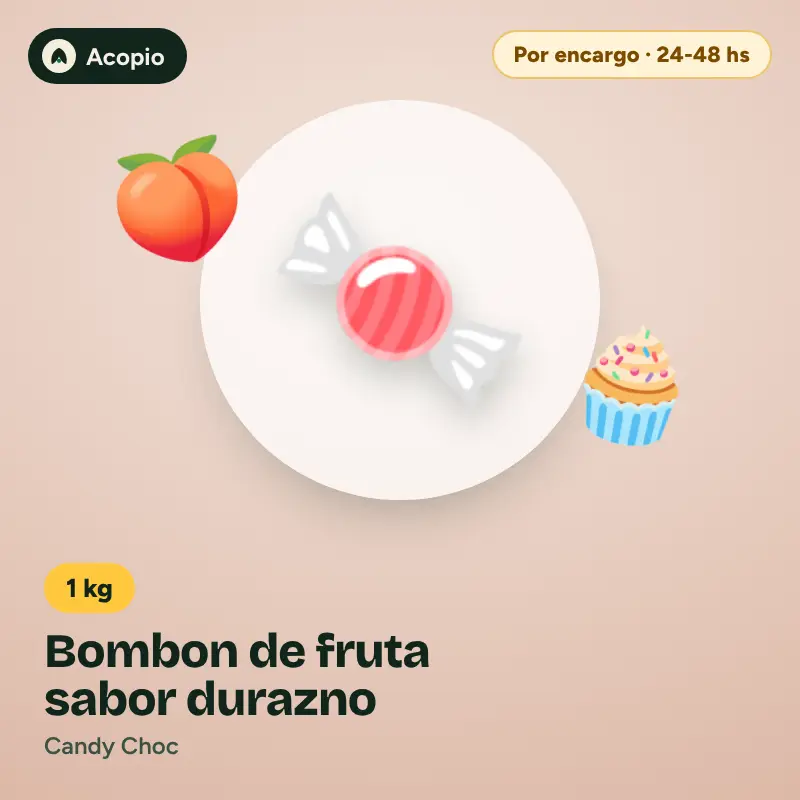 Acopio
Por encargo · 24-48 hs
1 kg
Bombon de fruta
sabor durazno
Candy Choc